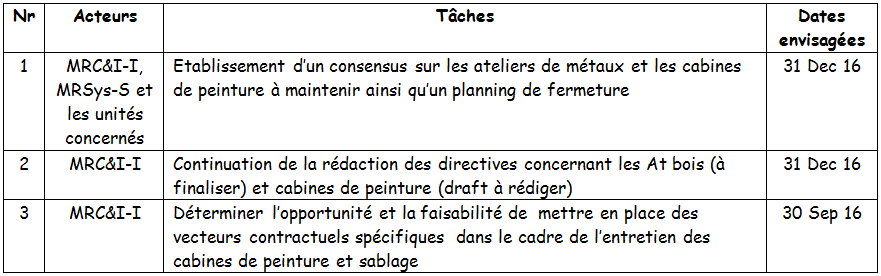 Nr Acteurs Tâches Dates envisagées
1 MRC&I-I, MRSys-S et les unités concernés Etablissement d’un consensus sur les ateliers de métaux et les cabines de peinture à maintenir ainsi qu’un planning de fermeture 31 Dec 16
2 MRC&I-I Continuation de la rédaction des directives concernant les At bois (à finaliser) et cabines de peinture (draft à rédiger) 31 Dec 16
3 MRC&I-I Déterminer l’opportunité et la faisabilité de mettre en place des vecteurs contractuels spécifiques dans le cadre de l’entretien des cabines de peinture et sablage 30 Sep 16